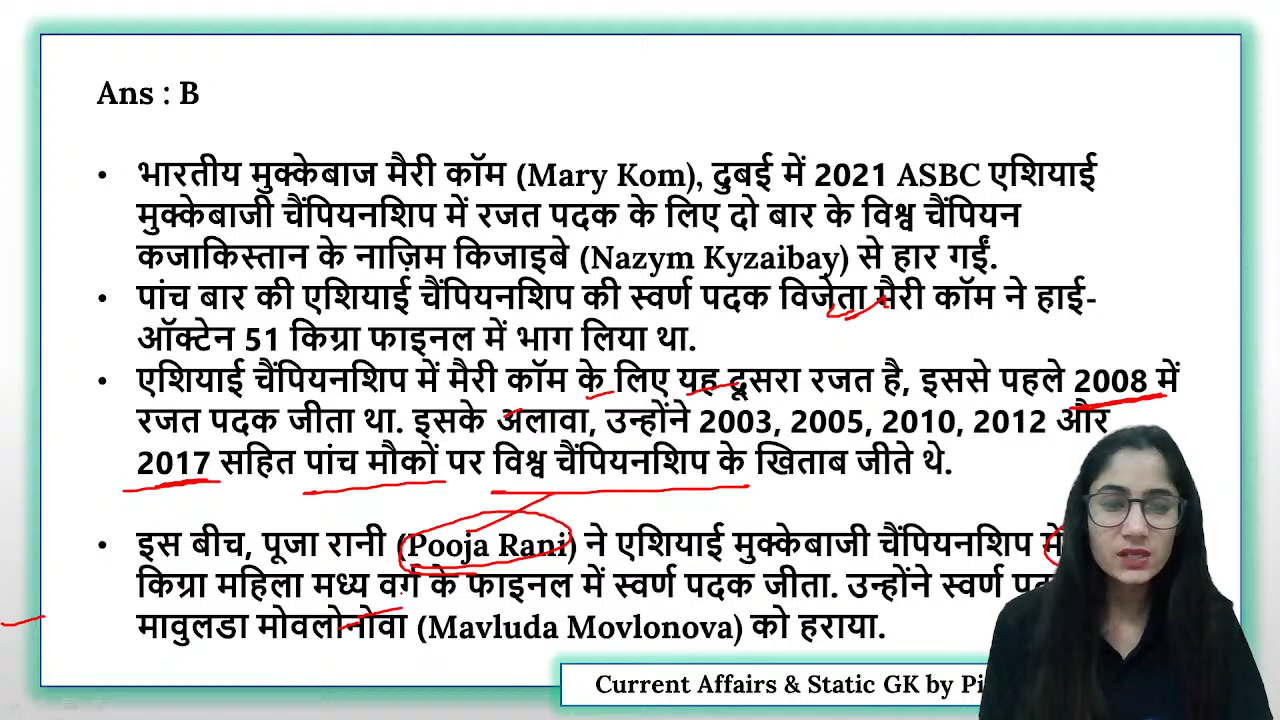 Ans : B
• भारतीय मुक्केबाज मैरी कॉम (Mary Kom), दुबई में 2021 ASBC एशियाई
मुक्केबाजी चैंपियनशिप में रजत पदक के लिए दो बार के विश्व चैंपियन
कजाकिस्तान के नाज़िम किजाइबे (Nazym Kyzaibay) से हार गईं.
• पांच बार की एशियाई चैंपियनशिप की स्वर्ण पदक विजेता मैरी कॉम ने हाई-
ऑक्टेन 51 किग्रा फाइनल में भाग लिया था.
• एशियाई चैंपियनशिप में मैरी कॉम के लिए यह दूसरा रजत है, इससे पहले 2008 में
रजत पदक जीता था. इसके अलावा, उन्होंने 2003, 2005, 2010, 2012 और
2017 सहित पांच मौकों पर विश्व चैंपियनशिप के खिताब जीते थे.
• इस बीच, पूजा रानी (Pooja Rani) ने एशियाई मुक्केबाजी चैंपियनशिप में
किग्रा महिला मध्य वर्ग के फाइनल में स्वर्ण पदक जीता. उन्होंने स्वर्ण
मावुलडा मोवलोनोवा (Mavluda Movlonova) को हराया.
Current Affairs & Static GK by